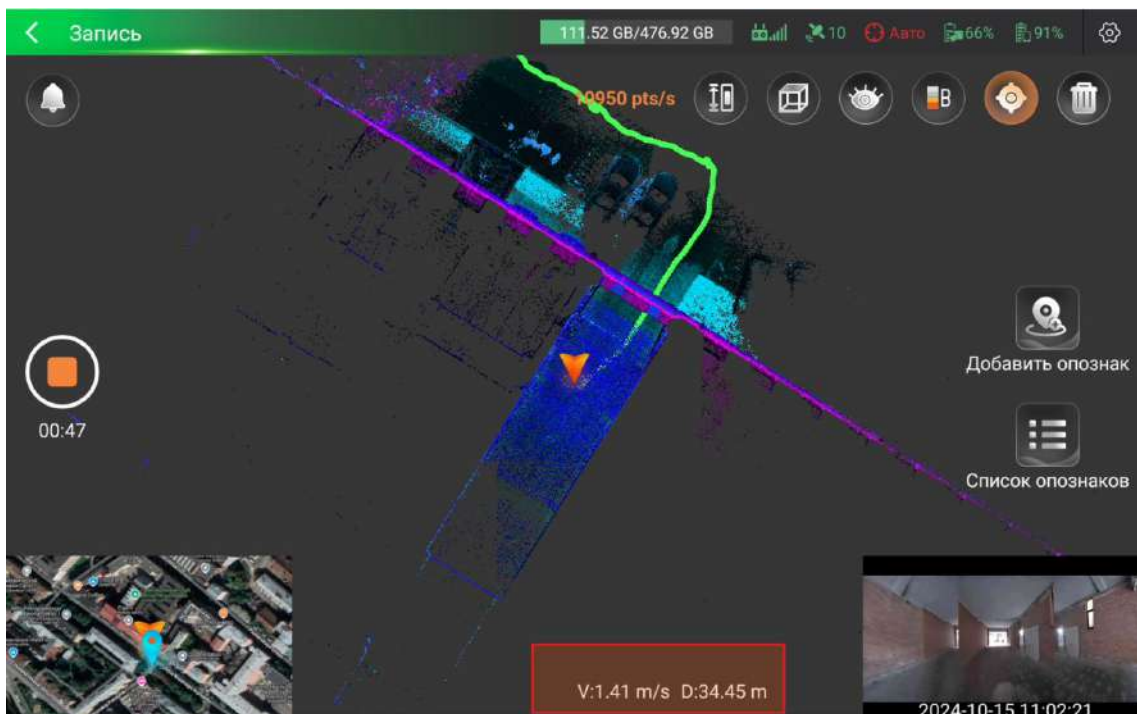 Запись
111.52 GB/476.92 GB
10
Авто
66%
91%
19950 pts/s
B
Добавить опознак
00:47
Список опознаков
V:1.41 m/s D:34.45 m
2024-10-15 11:02:21